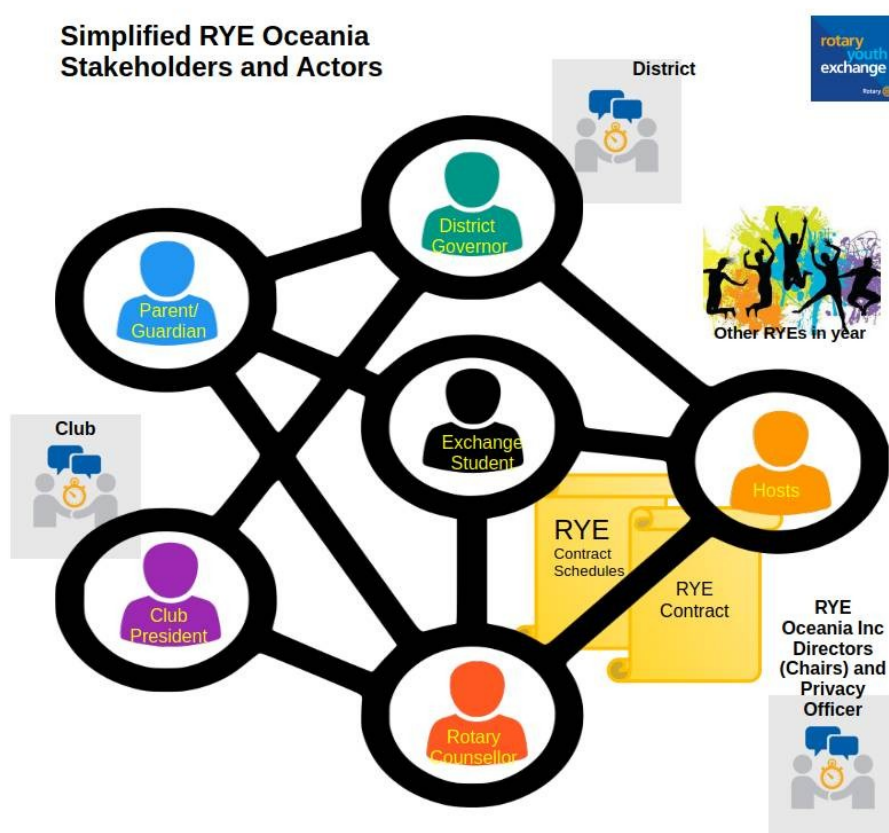 Simplified RYE Oceania
Stakeholders and Actors
rotary
youth
exchange
Rotary
District
District
Governor
Parent/
Guardian
Other RYEs in year
Club
Exchange
Student
Hosts
RYE
Contract
Schedules
RYE
Contract
Club
President
RYE
Oceania Inc
Directors
(Chairs) and
Privacy
Officer
Rotary
Counsellor